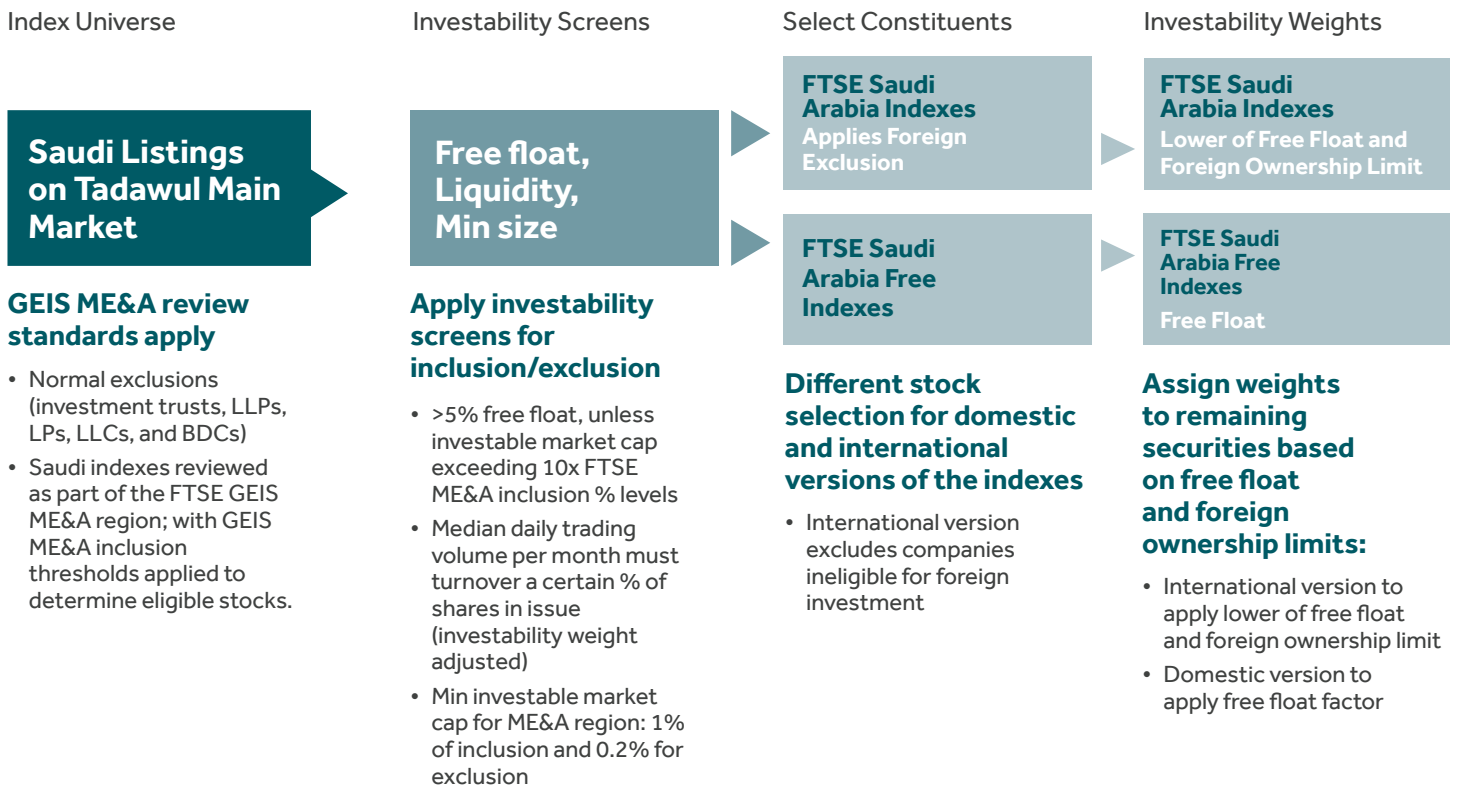 Index Universe
Saudi Listings
on Tadawul Main
Market
GEIS ME&A review
standards apply
• Normal exclusions
(investment trusts, LLPs,
LPs, LLCs, and BDCs)
• Saudi indexes reviewed
as part of the FTSE GEIS
ME&A region; with GEIS
ME&A inclusion
thresholds applied to
determine eligible stocks.
Investability Screens
Free float,
Liquidity,
Min size
Apply investability
screens for
inclusion/exclusion
• >5% free float, unless
investable market cap
exceeding 10x FTSE
ME&A inclusion % levels
• Median daily trading
volume per month must
turnover a certain % of
shares in issue
(investability weight
adjusted)
• Min investable market
cap for ME&A region: 1%
of inclusion and 0.2% for
exclusion
Select Constituents
FTSE Saudi
Arabia Indexes
Applies Foreign
Exclusion
FTSE Saudi
Arabia Free
Indexes
Different stock
selection for domestic
and international
versions of the indexes
• International version
excludes companies
ineligible for foreign
investment
Investability Weights
FTSE Saudi
Arabia Indexes
Lower of Free Float and
Foreign Ownership Limit
FTSE Saudi
Arabia Free
Indexes
Free Float
Assign weights
to remaining
securities based
on free float
and foreign
ownership limits:
• International version to
apply lower of free float
and foreign ownership limit
• Domestic version to
apply free float factor